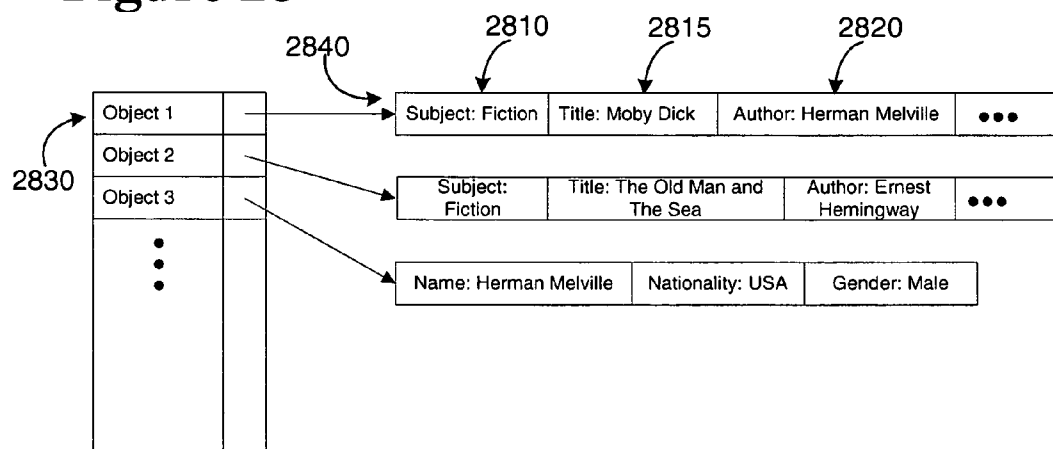 2810
2815
2820
2840
Object 1
Subject: Fiction
Title: Moby Dick
Author: Herman Melville
2830
Object 2
Subject:
Fiction
Title: The Old Man and
The Sea
Author: Ernest
Hemingway
Object 3
Name: Herman Melville
Nationality: USA
Gender: Male